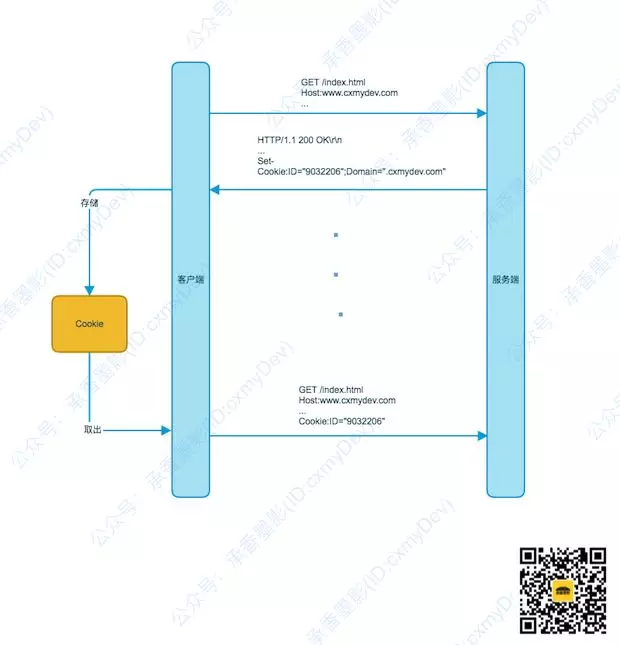 GET /index.html
Host:www.cxmydev.com
...
HTTP/1.1 200 OK\r\n
...
Set-
Cookie:ID="9032206";Domain=".cxmydev.com"
存储
客户端
服务端
Cookie
GET /index.html
Host:www.cxmydev.com
...
Cookie:ID="9032206"
取出
公众号：承香墨影(ID:cxmyDev)